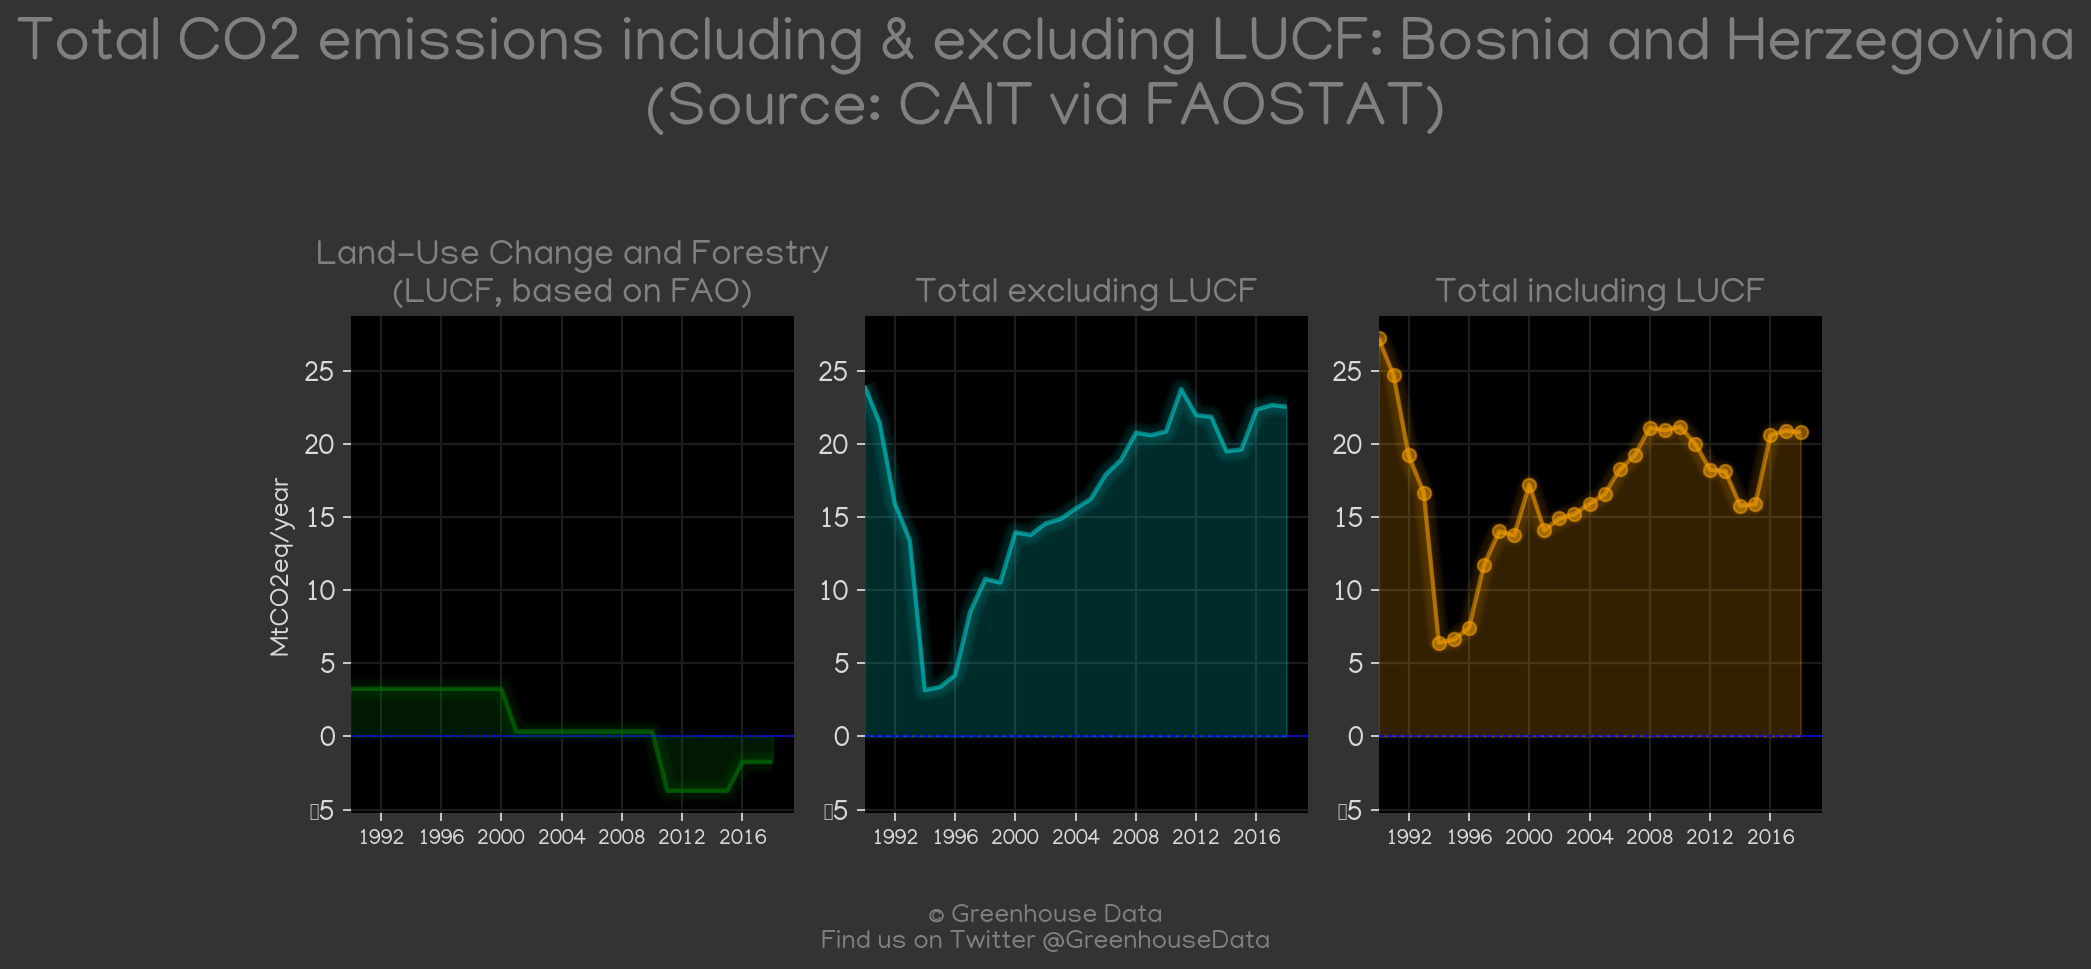 Total CO2 emissions including & excluding LUCF: Bosnia and Herzegovina
(Source: CAIT via FAOSTAT)
Land-Use Change and Forestry
(LUCF, based on FAO)
MtCO2eq/year
25
20
15
10
5
0
▯5
1992 1996 2000 2004 2008 2012 2016
Total excluding LUCF
25
20
15
10
5
0
▯5
1992 1996 2000 2004 2008 2012 2016
Total including LUCF
25
20
15
10
5
0
▯5
1992 1996 2000 2004 2008 2012 2016
© Greenhouse Data
Find us on Twitter @GreenhouseData